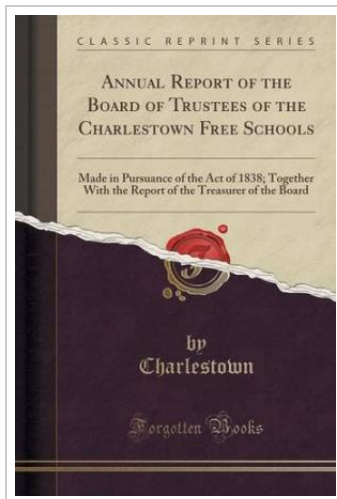 CLASSIC REPRINT SERIES
ANNUAL REPORT OF THE
BOARD OF TRUSTEES OF THE
CHARLESTOWN FREE SCHOOLS
Made in Pursuance of the Act of 1838; Together
With the Report of the Treasurer of the Board
by
Charlestown
Forgotten Books